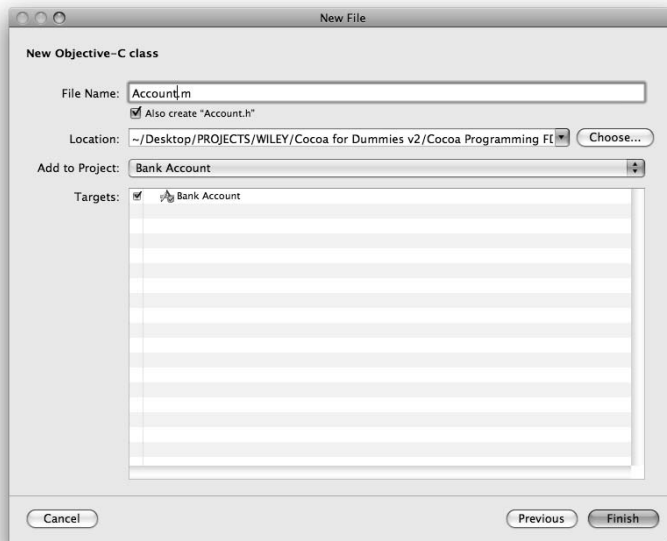 New File
New Objective-C class
File Name: Account.m
Also create "Account.h"
Location: ~/Desktop/PROJECTS/WILEY/Cocoa for Dummies v2/Cocoa Programming FD Choose...
Add to Project: Bank Account
Targets: Bank Account
Cancel Previous Finish